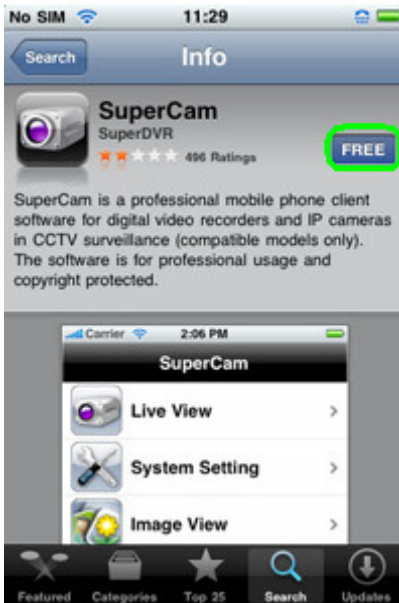 No SIM 11:29
Search Info
SuperCam
SuperDVR
496 Ratings
FREE
SuperCam is a professional mobile phone client
software for digital video recorders and IP cameras
in CCTV surveillance (compatible models only).
The software is for professional usage and
copyright protected.
Carrier 2:06 PM
SuperCam
Live View
System Setting
Image View
Featured Categories Top 25 Search Updates